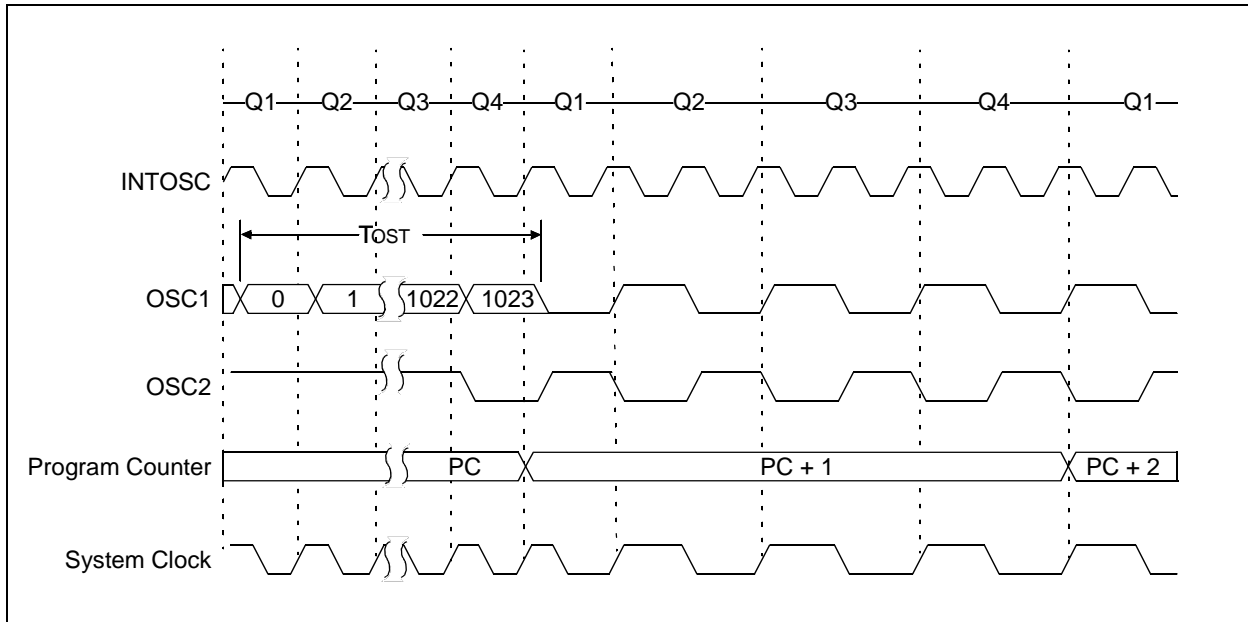 Q1 Q2 Q3 Q4 Q1 Q2 Q3 Q4 Q1
INTOSC
TOST
OSC1 0 1 1022 1023
OSC2
Program Counter PC PC + 1 PC + 2
System Clock